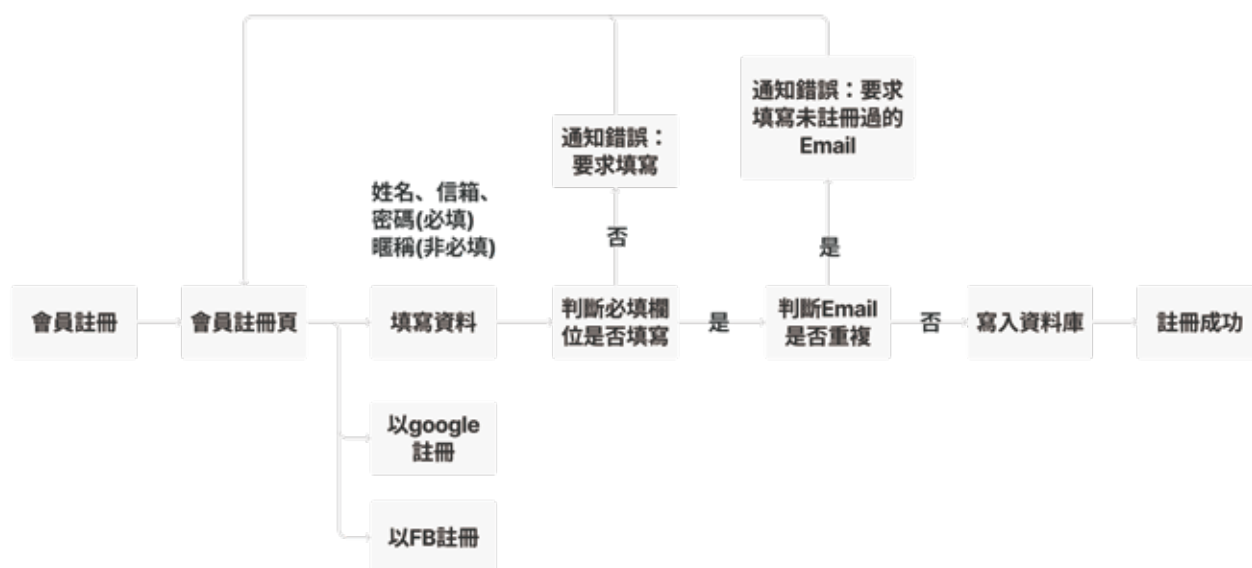 通知錯誤：要求
填寫未註冊過的
Email
通知錯誤：
要求填寫
姓名、信箱、
密碼(必填)
暱稱(非必填)
否
是
會員註冊
會員註冊頁
填寫資料
判斷必填欄
位是否填寫
是
判斷Email
是否重複
否
寫入資料庫
註冊成功
以google
註冊
以FB註冊